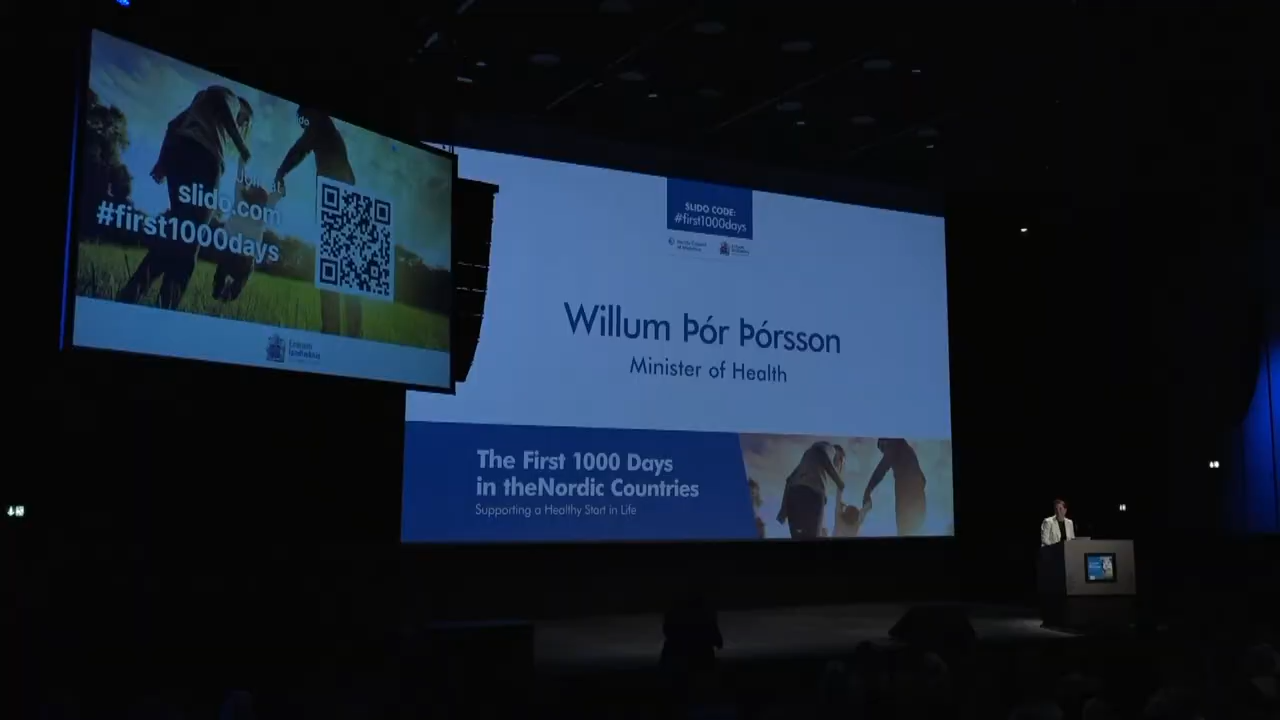 slido.com
#first1000days
SLIDO CODE:
#first1000days
Willum Þór Þórsson
Minister of Health
The First 1000 Days
in theNordic Countries
Supporting a Healthy Start in Life